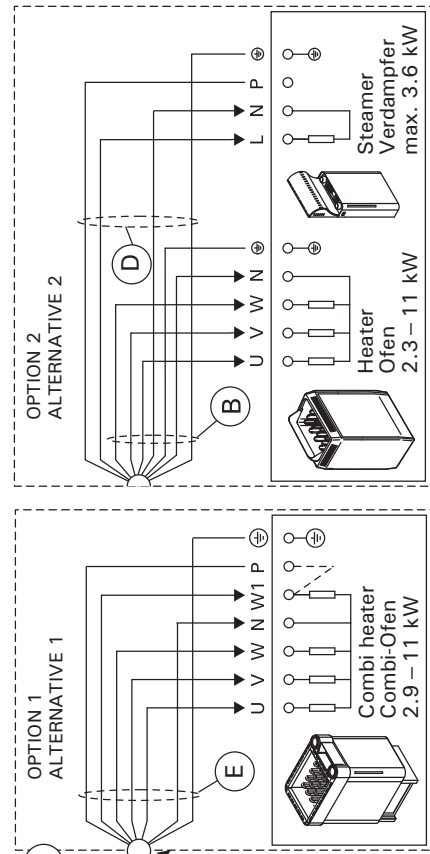 OPTION 1
ALTERNATIVE 1
E
U V W N W1 P
Combi heater
Combi-Ofen
2.9 – 11 kW
OPTION 2
ALTERNATIVE 2
B
D
U V W N
L N P
Heater
Ofen
2.3 – 11 kW
Steamer
Verdampfer
max. 3.6 kW